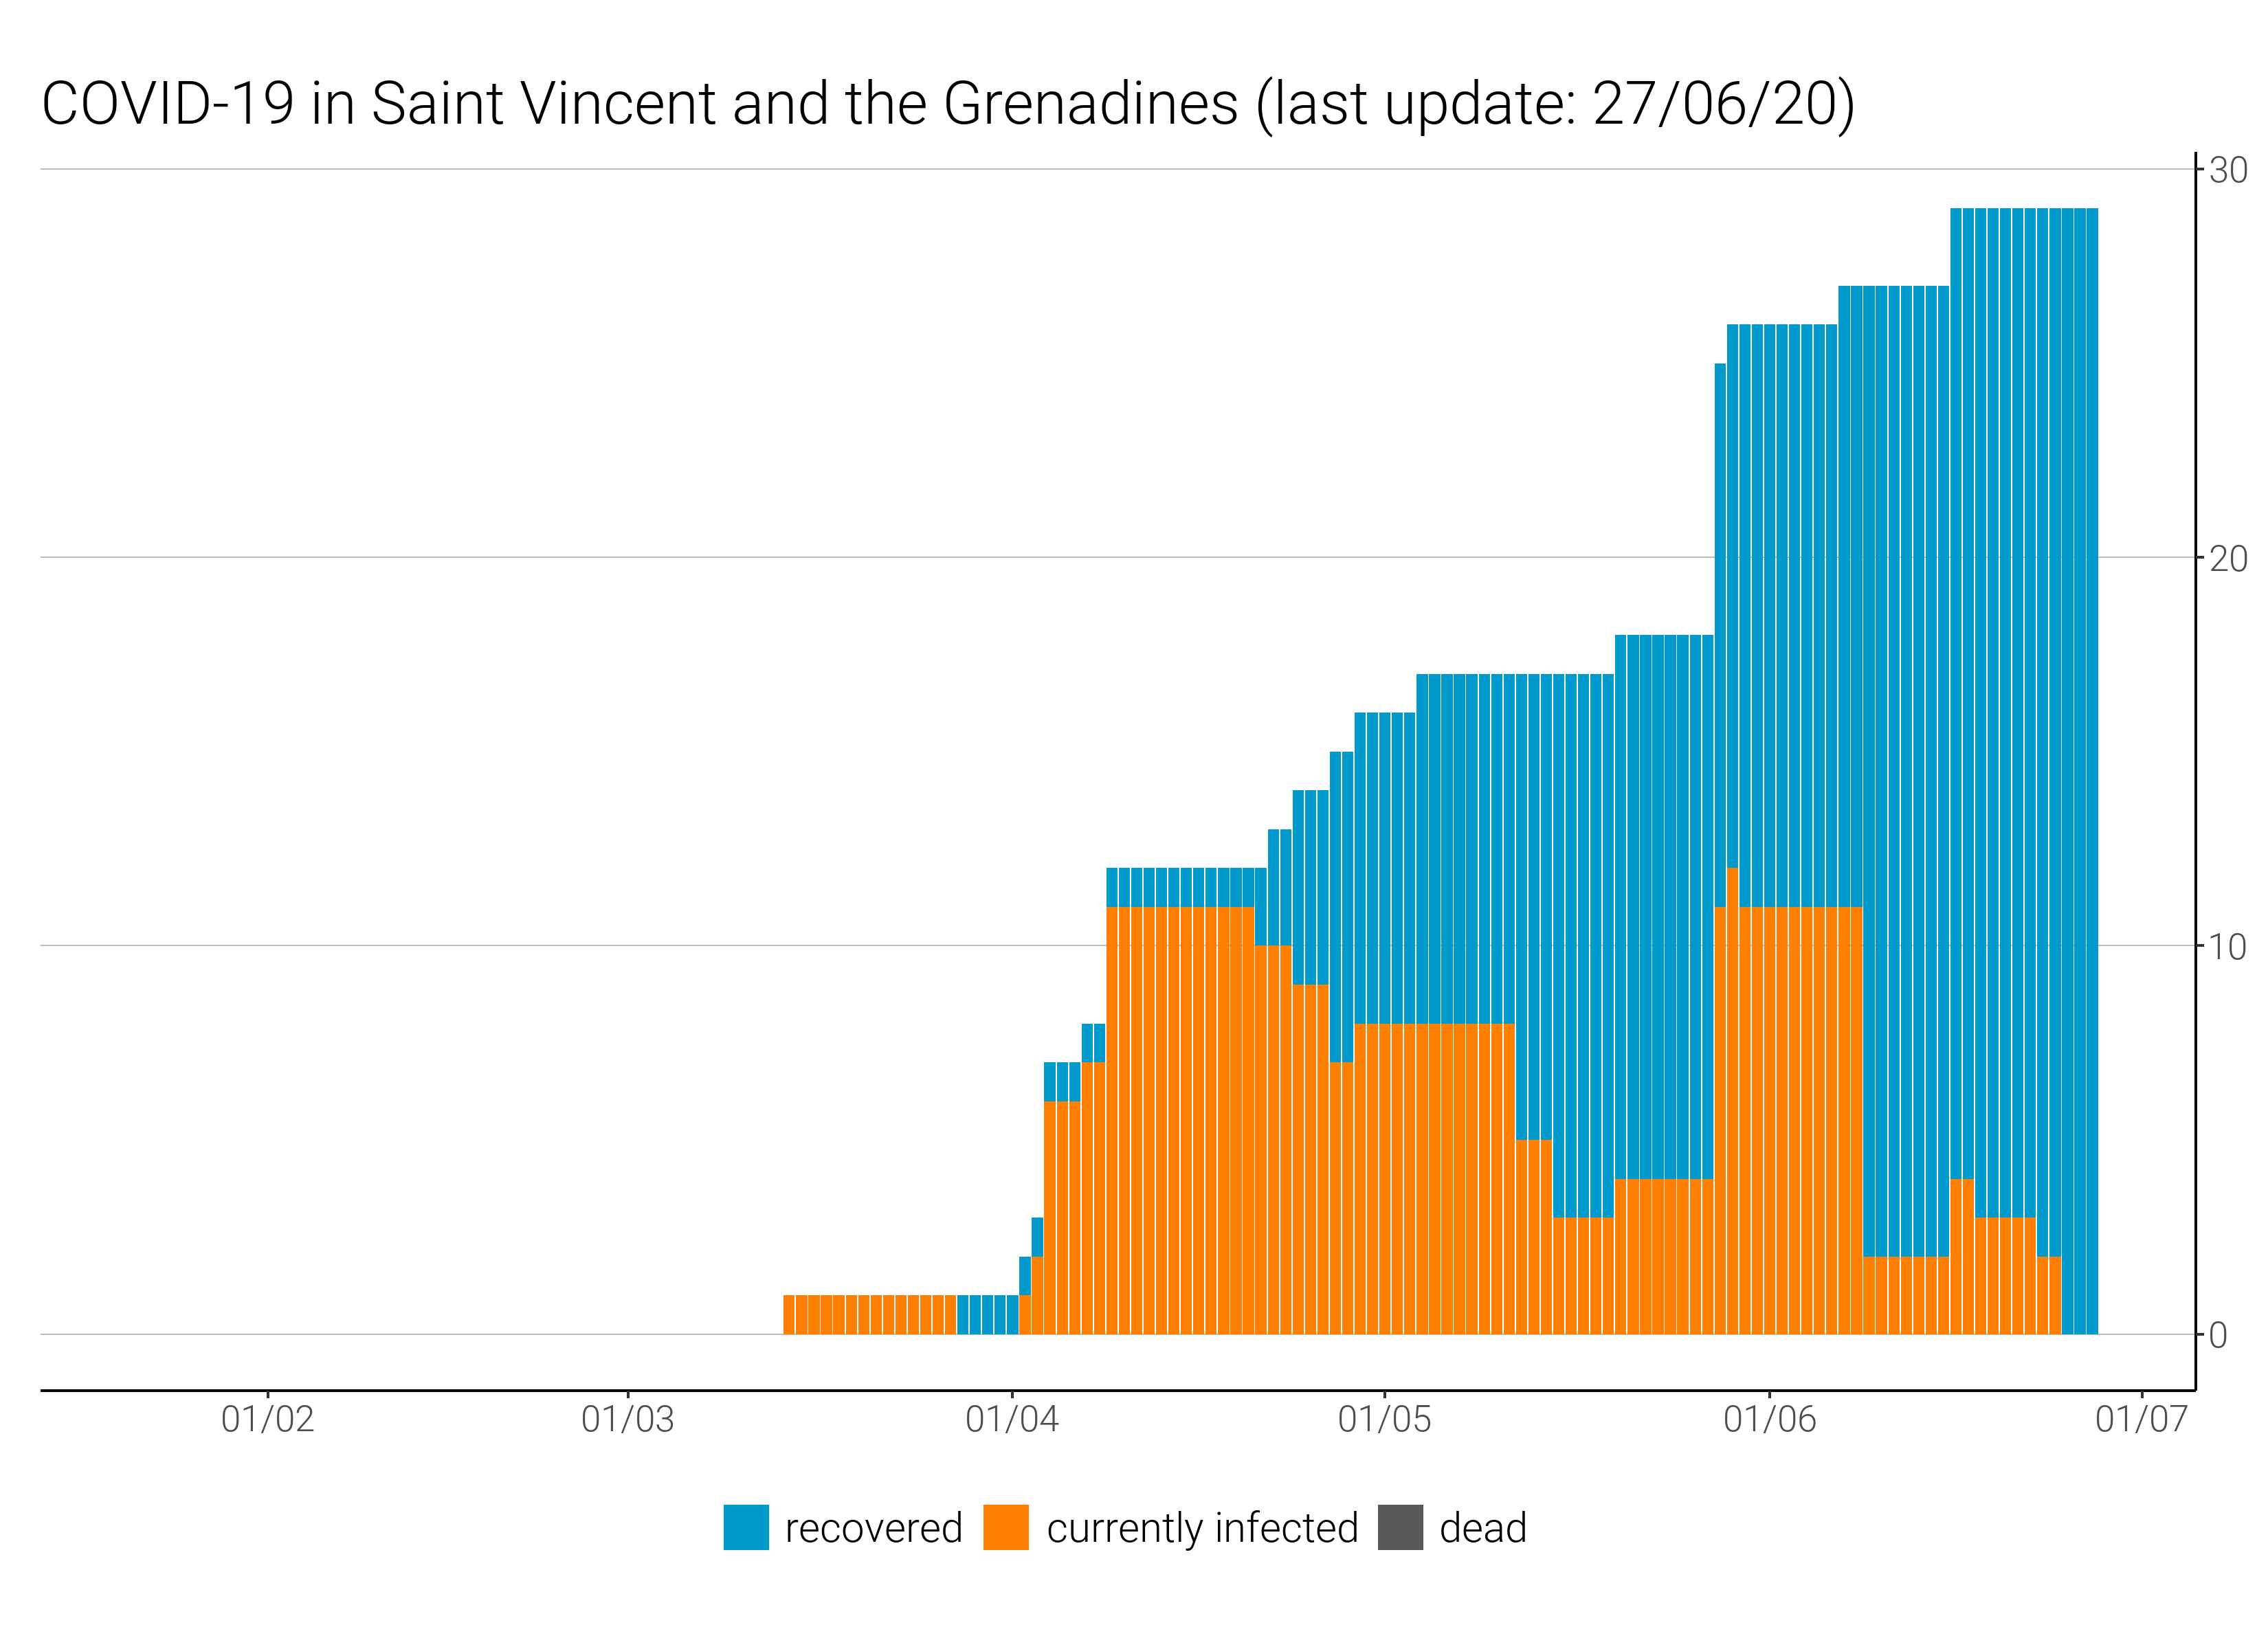 COVID-19 in Saint Vincent and the Grenadines (last update: 27/06/20)
30
20
10
0
01/02 01/03 01/04 01/05 01/06 01/07
recovered currently infected dead